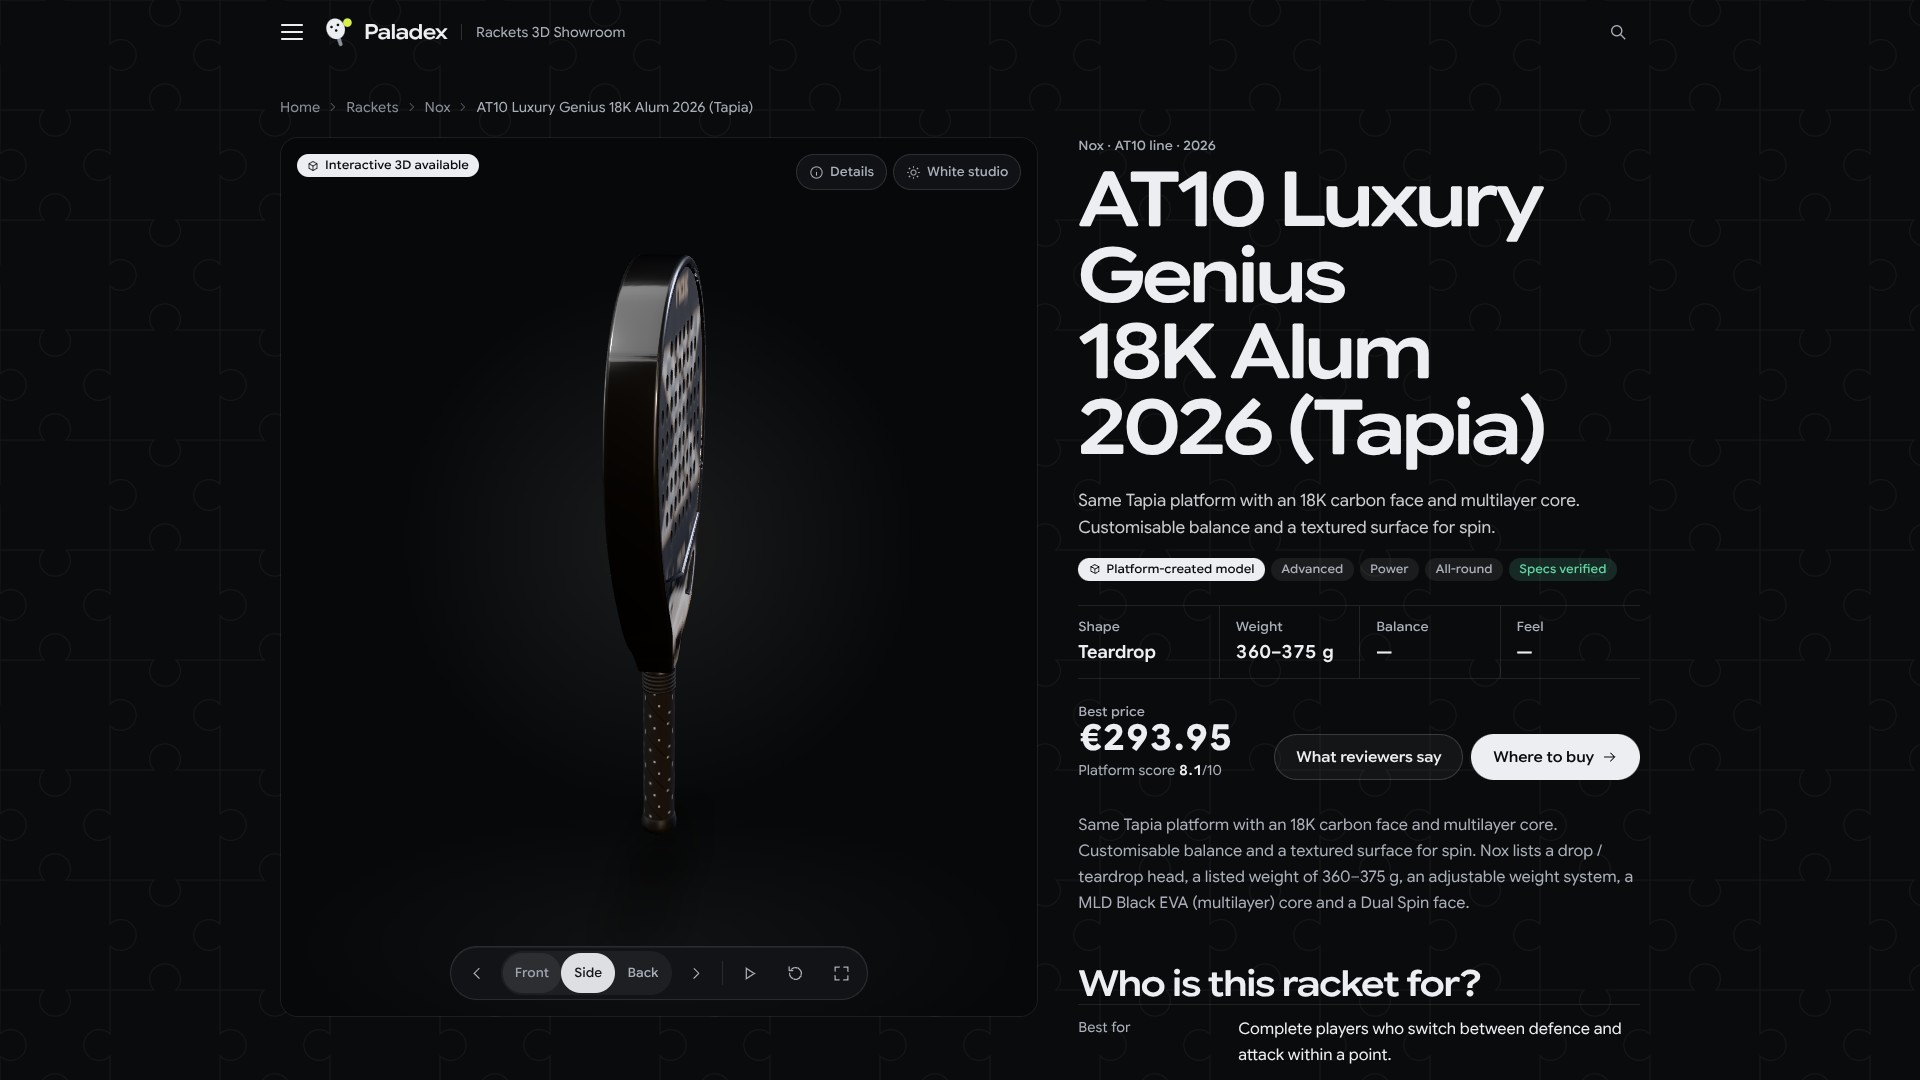 Paladex
Rackets 3D Showroom
Home > Rackets > Nox > AT10 Luxury Genius 18K Alum 2026 (Tapia)
Interactive 3D available
Details
White studio
Front
Side
Back
Nox · AT10 line · 2026
AT10 Luxury
Genius
18K Alum
2026 (Tapia)
Same Tapia platform with an 18K carbon face and multilayer core.
Customisable balance and a textured surface for spin.
Platform-created model
Advanced
Power
All-round
Specs verified
Shape
Teardrop
Weight
360–375 g
Balance
—
Feel
—
Best price
€293.95
Platform score 8.1/10
What reviewers say
Where to buy →
Same Tapia platform with an 18K carbon face and multilayer core.
Customisable balance and a textured surface for spin. Nox lists a drop /
teardrop head, a listed weight of 360–375 g, an adjustable weight system, a
MLD Black EVA (multilayer) core and a Dual Spin face.
Who is this racket for?
Best for
Complete players who switch between defence and
attack within a point.